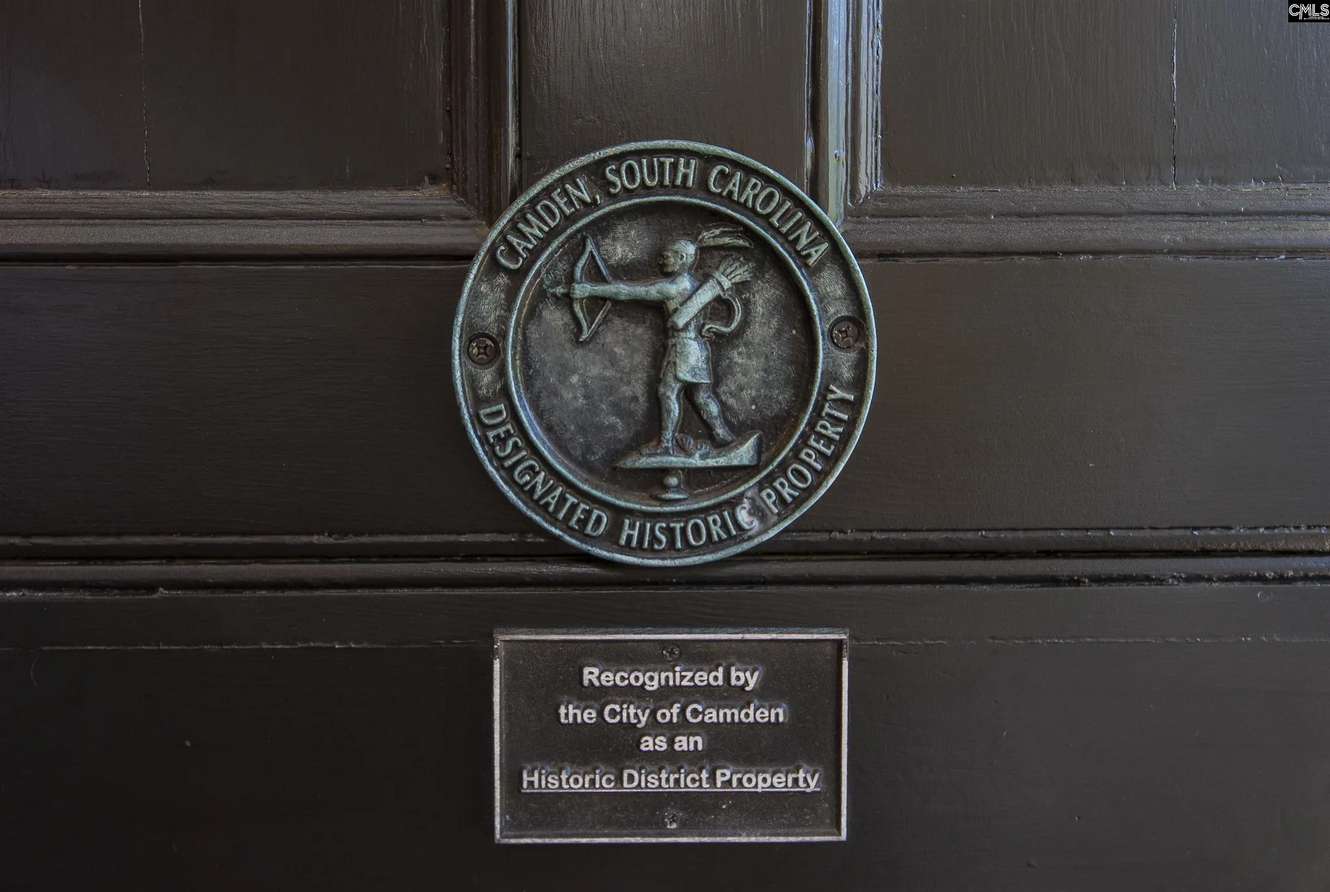 CMLS
CAMDEN, SOUTH CAROLINA
DESIGNATED HISTORIC PROPERTY
Recognized by
the City of Camden
as an
Historic District Property